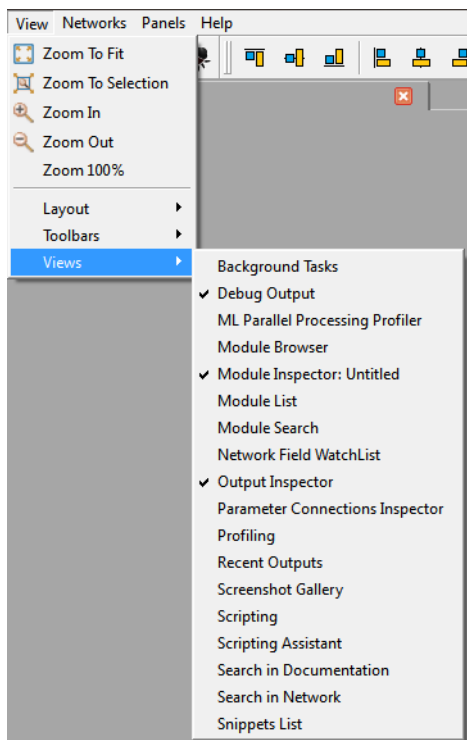 View Networks Panels Help
Zoom To Fit
Zoom To Selection
Zoom In
Zoom Out
Zoom 100%
Layout
Toolbars
Views
Background Tasks
Debug Output
ML Parallel Processing Profiler
Module Browser
Module Inspector: Untitled
Module List
Module Search
Network Field WatchList
Output Inspector
Parameter Connections Inspector
Profiling
Recent Outputs
Screenshot Gallery
Scripting
Scripting Assistant
Search in Documentation
Search in Network
Snippets List